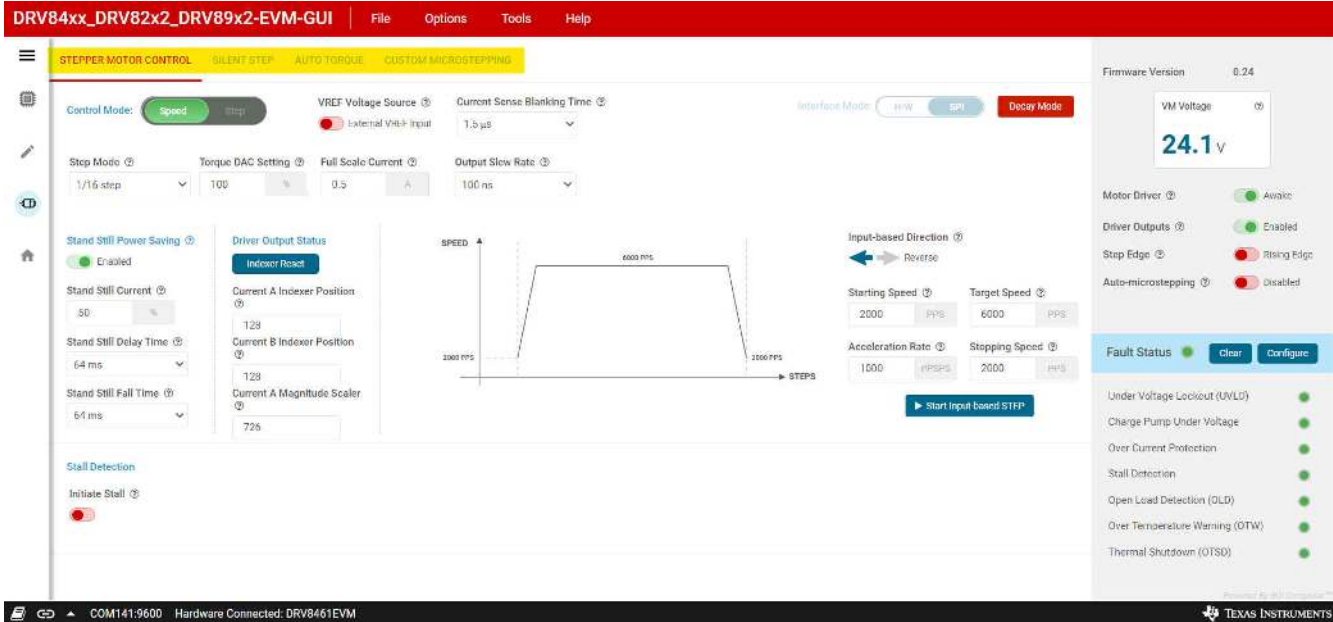 DRV84xx_DRV82x2_DRV89x2-EVM-GUI File Options Tools Help
STEPPER MOTOR CONTROL SILENT STEP AUTO TORQUE CUSTOM MICROSTEPPING
Control Mode: Speed Step
VREF Voltage Source
External VREF Input
Current Sense Blanking Time
1.5 µs
Interface Mode H/W SPI
Decay Mode
Step Mode
1/16 step
Torque DAC Setting
100 %
Full Scale Current
0.5 A
Output Slew Rate
100 ns
Stand Still Power Saving
Enabled
Stand Still Current
50 %
Stand Still Delay Time
64 ms
Stand Still Fall Time
64 ms
Driver Output Status
Indexer Reset
Current A Indexer Position
128
Current B Indexer Position
128
Current A Magnitude Scaler
726
SPEED
6000 PPS
2000 PPS
2000 PPS
STEPS
Input-based Direction
Reverse
Starting Speed
2000 PPS
Target Speed
6000 PPS
Acceleration Rate
1000 PPSPS
Stopping Speed
2000 PPS
Start Input-based STEP
Stall Detection
Initiate Stall
Firmware Version 0.24
VM Voltage
24.1 V
Motor Driver Awake
Driver Outputs Enabled
Step Edge Rising Edge
Auto-microstepping Disabled
Fault Status Clear Configure
Under Voltage Lockout (UVLO)
Charge Pump Under Voltage
Over Current Protection
Stall Detection
Open Load Detection (OLD)
Over Temperature Warning (OTW)
Thermal Shutdown (OTSD)
COM141:9600 Hardware Connected: DRV8461EVM
TEXAS INSTRUMENTS